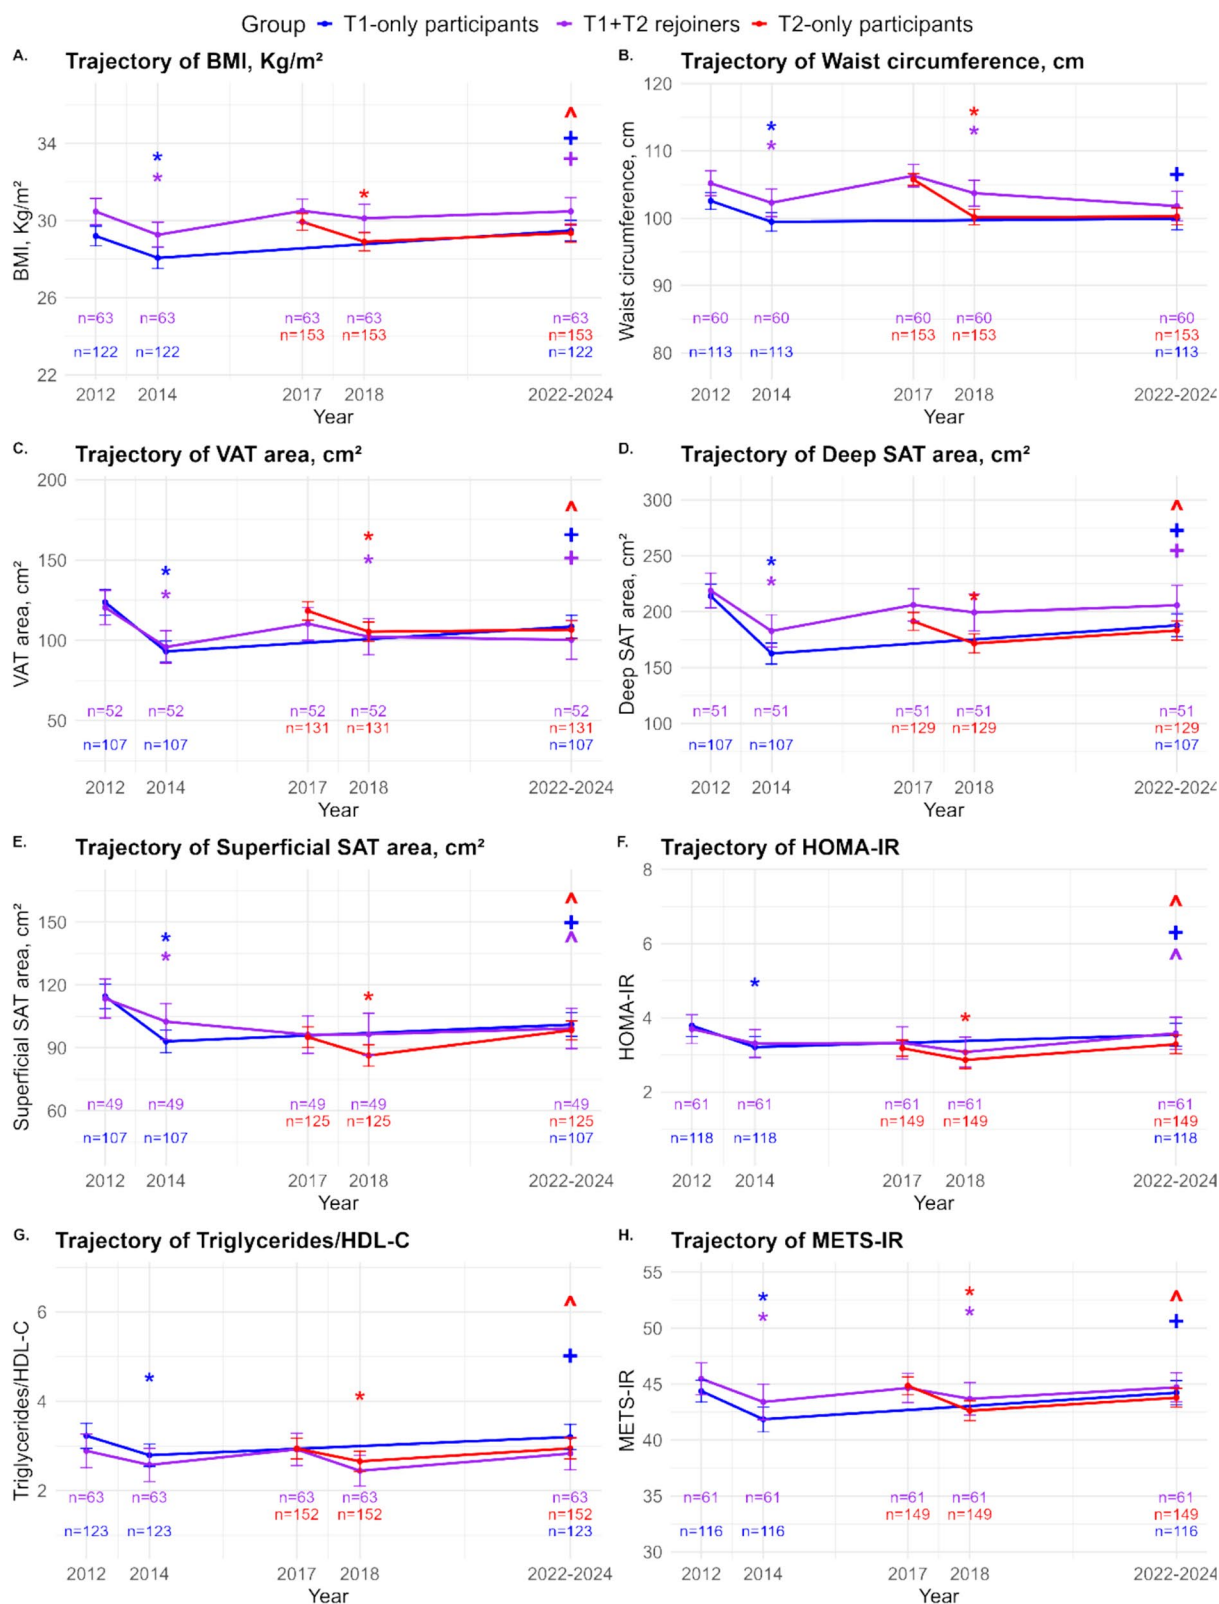 Group T1-only participants T1+T2 rejoiners T2-only participants
A. Trajectory of BMI, Kg/m²
BMI, Kg/m²
34
30
26
22
*
*
*
^
+
+
n=63 n=63 n=63 n=63 n=63
n=153 n=153 n=153
n=122 n=122 n=122
2012 2014 2017 2018 2022-2024
Year
B. Trajectory of Waist circumference, cm
Waist circumference, cm
120
110
100
90
80
*
*
*
*
+
n=60 n=60 n=60 n=60 n=60
n=153 n=153 n=153
n=113 n=113 n=113
2012 2014 2017 2018 2022-2024
Year
C. Trajectory of VAT area, cm²
VAT area, cm²
200
150
100
50
*
*
*
*
^
+
+
n=52 n=52 n=52 n=52 n=52
n=131 n=131 n=131
n=107 n=107 n=107
2012 2014 2017 2018 2022-2024
Year
D. Trajectory of Deep SAT area, cm²
Deep SAT area, cm²
300
250
200
150
100
*
*
*
^
+
+
n=51 n=51 n=51 n=51 n=51
n=129 n=129 n=129
n=107 n=107 n=107
2012 2014 2017 2018 2022-2024
Year
E. Trajectory of Superficial SAT area, cm²
Superficial SAT area, cm²
150
120
90
60
*
*
*
^
+
^
n=49 n=49 n=49 n=49 n=49
n=125 n=125 n=125
n=107 n=107 n=107
2012 2014 2017 2018 2022-2024
Year
F. Trajectory of HOMA-IR
HOMA-IR
8
6
4
2
*
*
^
+
^
n=61 n=61 n=61 n=61 n=61
n=149 n=149 n=149
n=118 n=118 n=118
2012 2014 2017 2018 2022-2024
Year
G. Trajectory of Triglycerides/HDL-C
Triglycerides/HDL-C
6
4
2
*
*
^
+
n=63 n=63 n=63 n=63 n=63
n=152 n=152 n=152
n=123 n=123 n=123
2012 2014 2017 2018 2022-2024
Year
H. Trajectory of METS-IR
METS-IR
55
50
45
40
35
30
*
*
*
*
^
+
n=61 n=61 n=61 n=61 n=61
n=149 n=149 n=149
n=116 n=116 n=116
2012 2014 2017 2018 2022-2024
Year